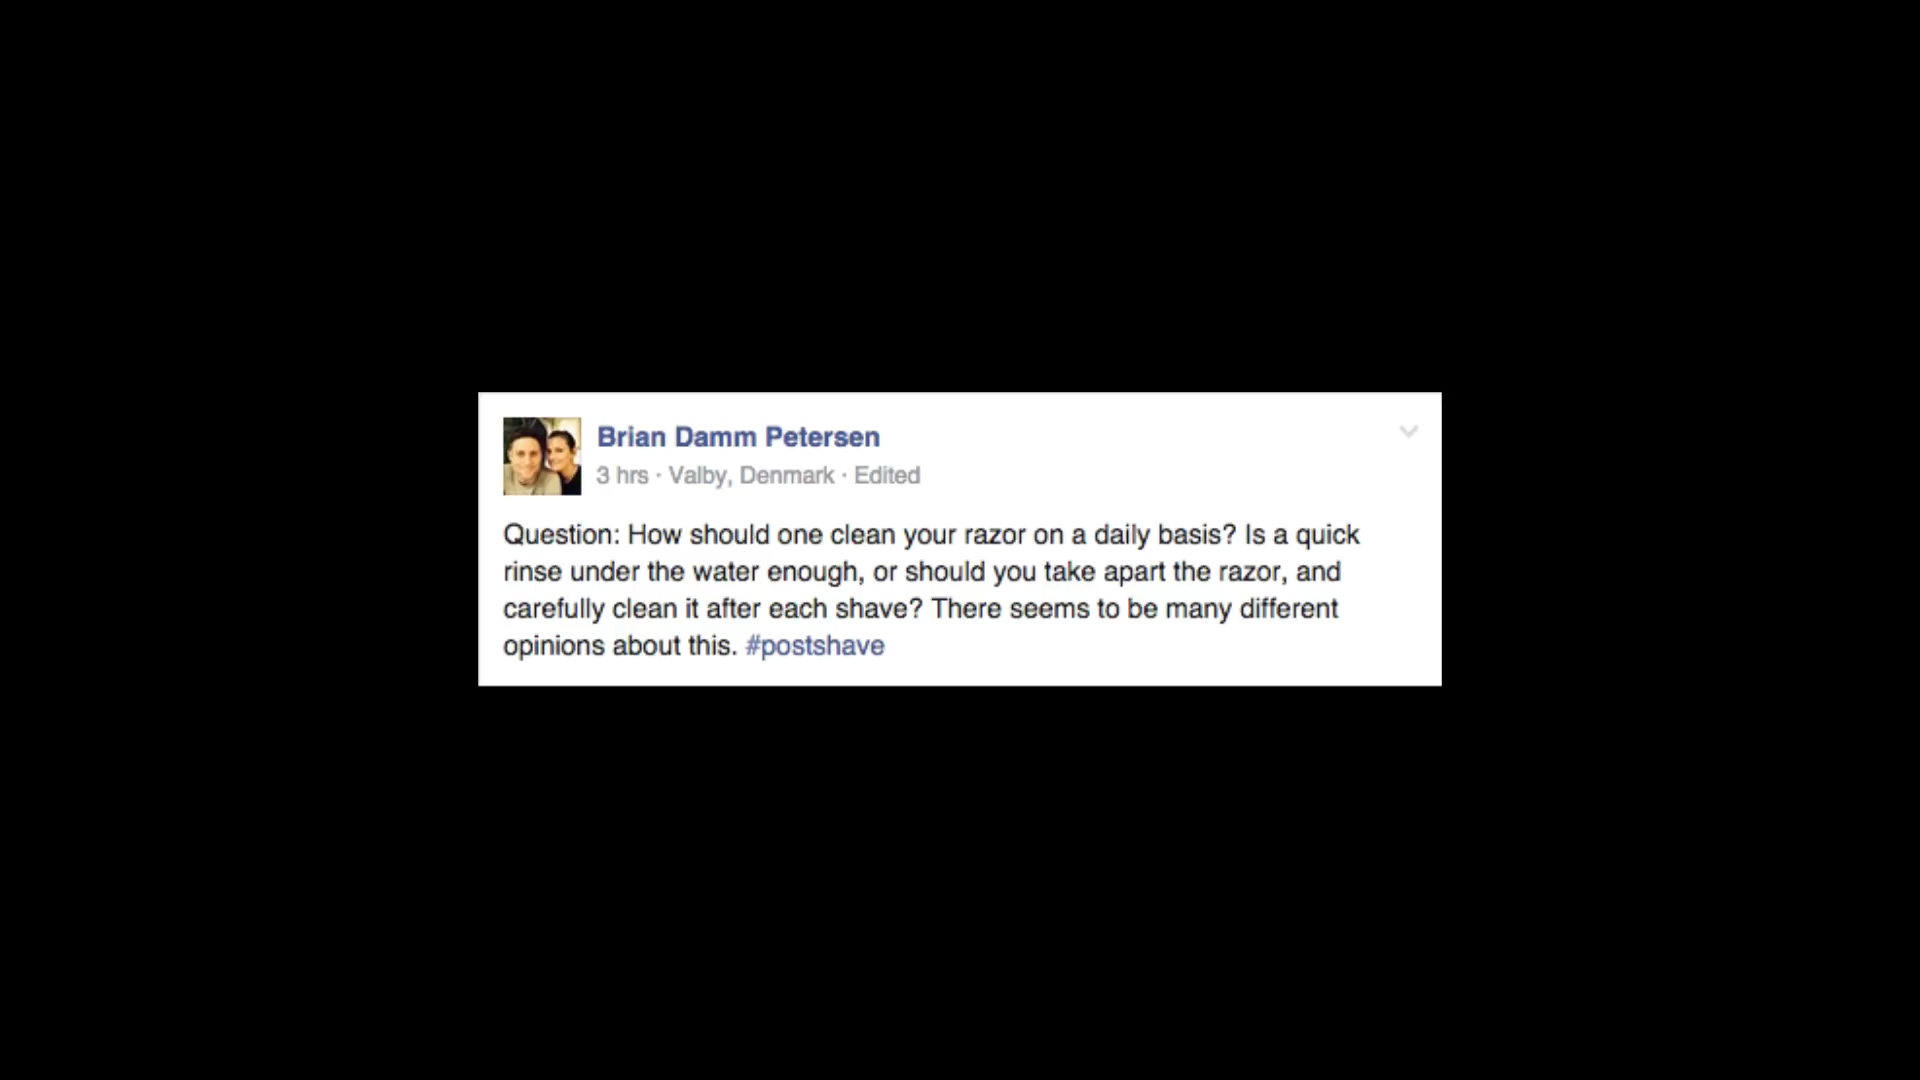 Brian Damm Petersen
3 hrs · Valby, Denmark · Edited
Question: How should one clean your razor on a daily basis? Is a quick
rinse under the water enough, or should you take apart the razor, and
carefully clean it after each shave? There seems to be many different
opinions about this. #postshave